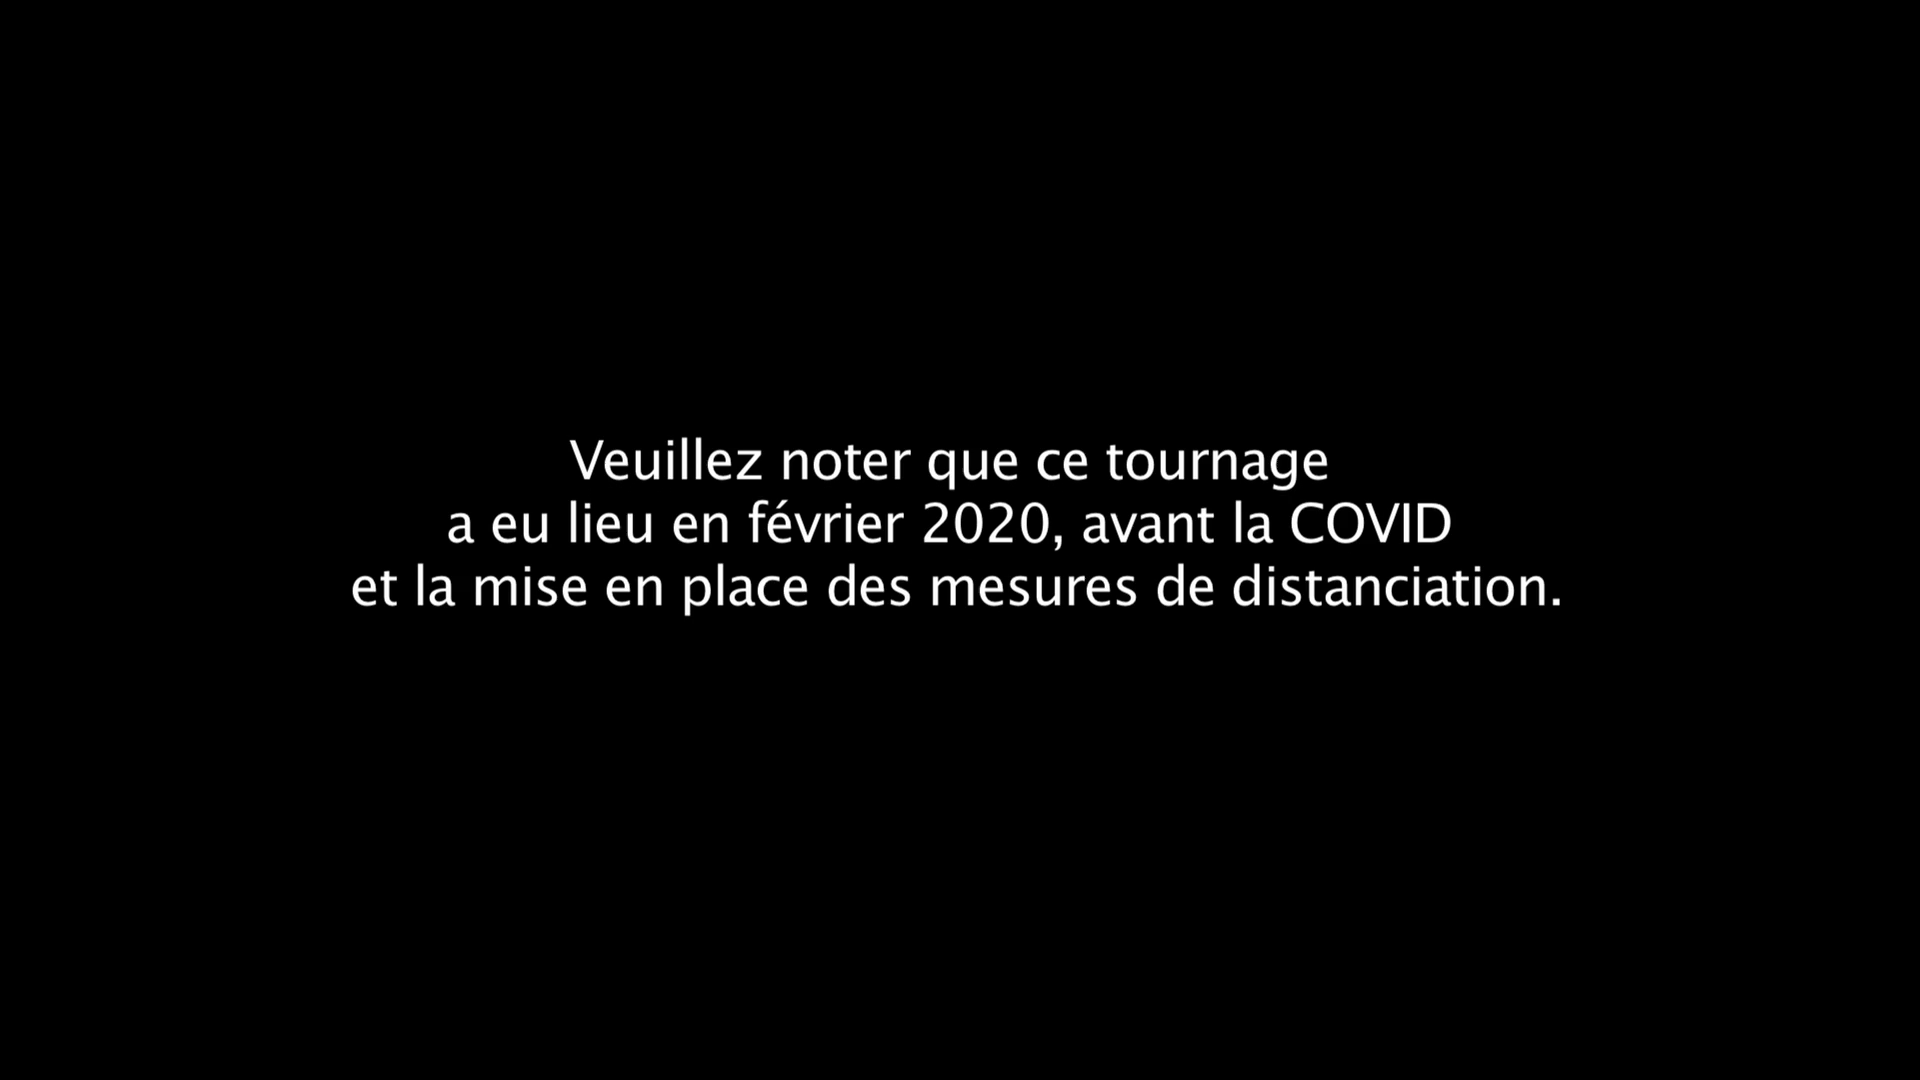 Veuillez noter que ce tournage
a eu lieu en février 2020, avant la COVID
et la mise en place des mesures de distanciation.